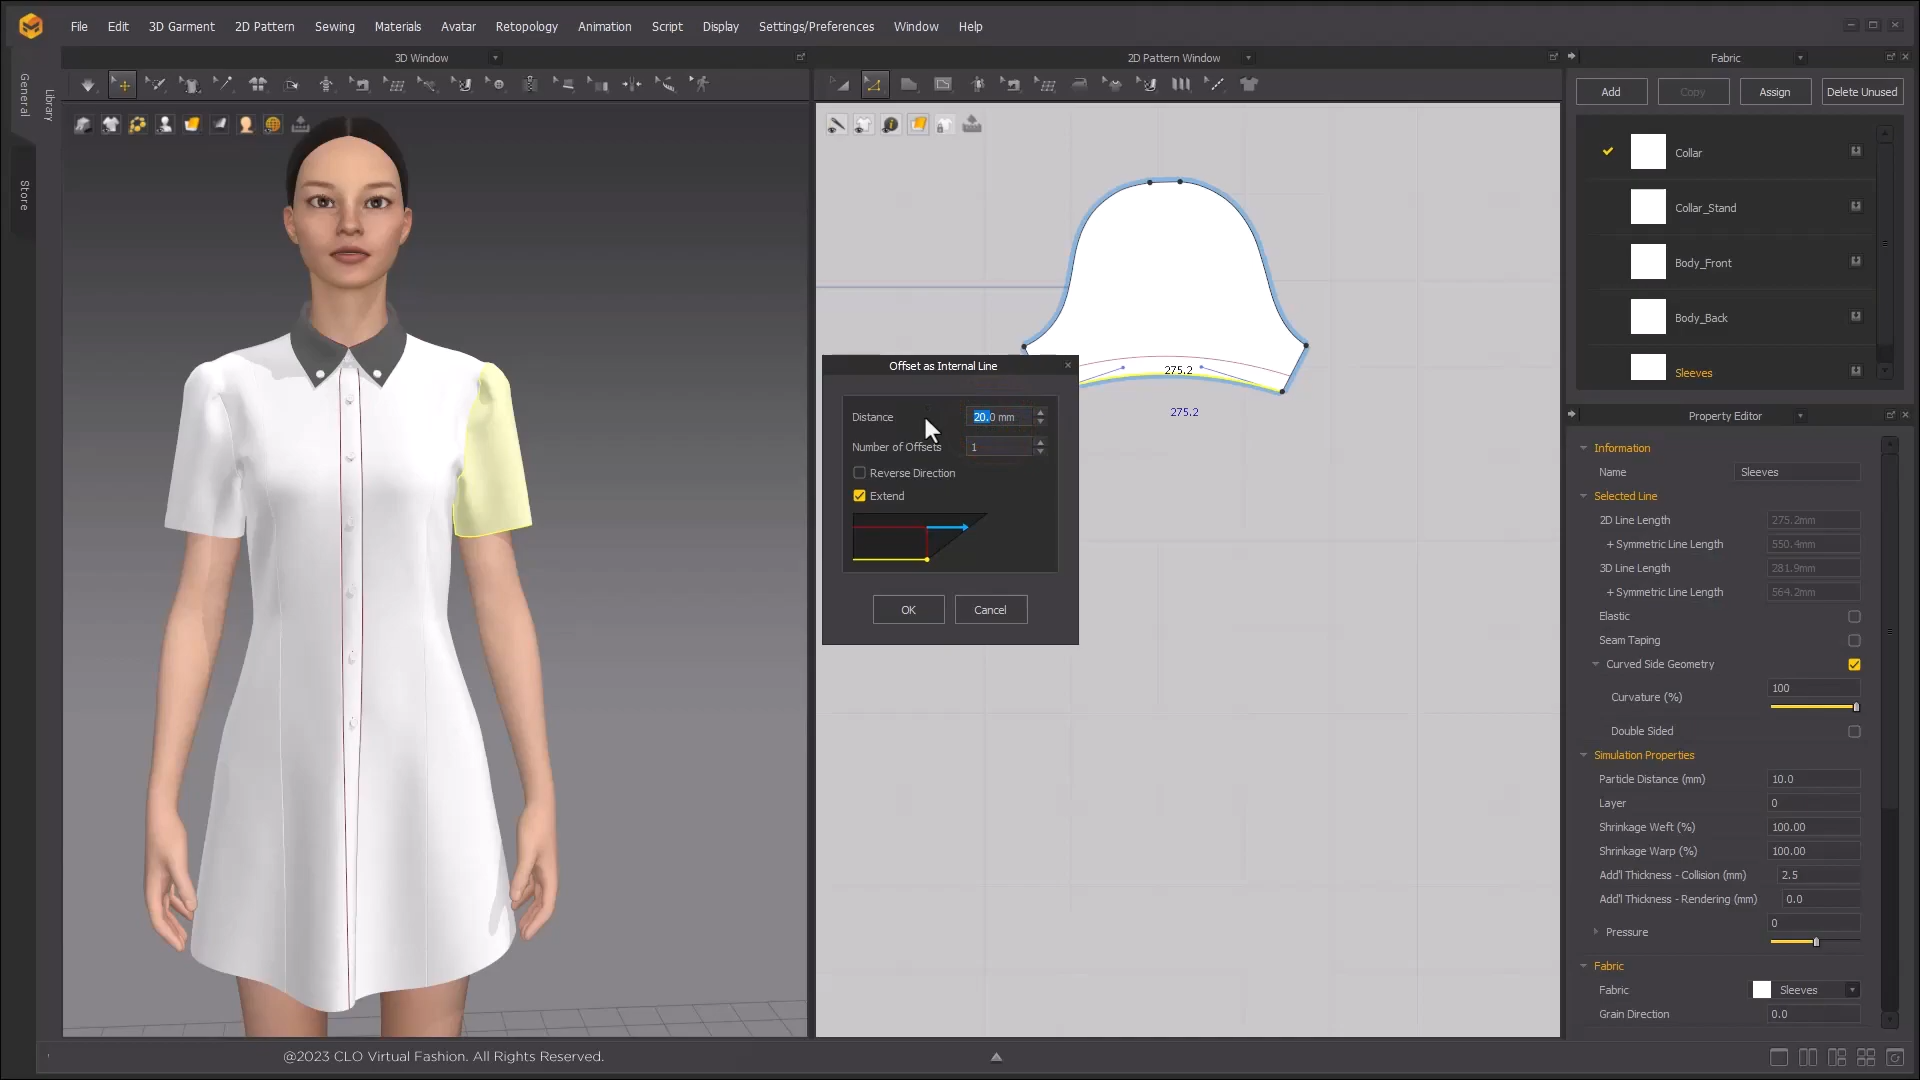 File Edit 3D Garment 2D Pattern Sewing Materials Avatar Retopology Animation Script Display Settings/Preferences Window Help
3D Window
2D Pattern Window
Fabric
General
Library
Store
Add Copy Assign Delete Unused
Collar
Collar_Stand
Body_Front
Body_Back
Sleeves
275.2
275.2
Offset as Internal Line
Distance 20.0 mm
Number of Offsets 1
Reverse Direction
Extend
OK Cancel
Property Editor
Information
Name Sleeves
Selected Line
2D Line Length 275.2mm
+ Symmetric Line Length 550.4mm
3D Line Length 281.9mm
+ Symmetric Line Length 564.2mm
Elastic
Seam Taping
Curved Side Geometry
Curvature (%) 100
Double Sided
Simulation Properties
Particle Distance (mm) 10.0
Layer 0
Shrinkage Weft (%) 100.00
Shrinkage Warp (%) 100.00
Add'l Thickness - Collision (mm) 2.5
Add'l Thickness - Rendering (mm) 0.0
Pressure 0
Fabric
Fabric Sleeves
Grain Direction 0.0
@2023 CLO Virtual Fashion. All Rights Reserved.